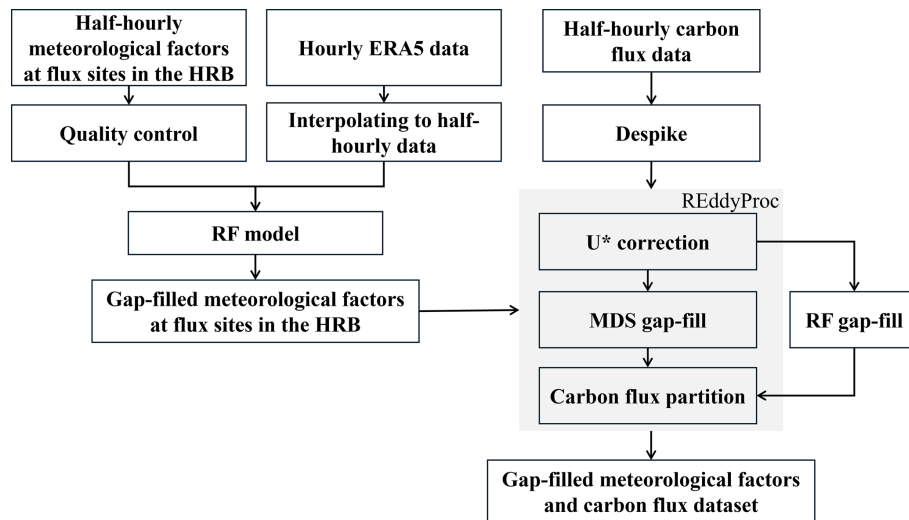 Half-hourly
meteorological factors
at flux sites in the HRB
Hourly ERA5 data
Half-hourly carbon
flux data
Quality control
Interpolating to half-
hourly data
Despike
REddyProc
RF model
U* correction
Gap-filled meteorological factors
at flux sites in the HRB
MDS gap-fill
RF gap-fill
Carbon flux partition
Gap-filled meteorological factors
and carbon flux dataset